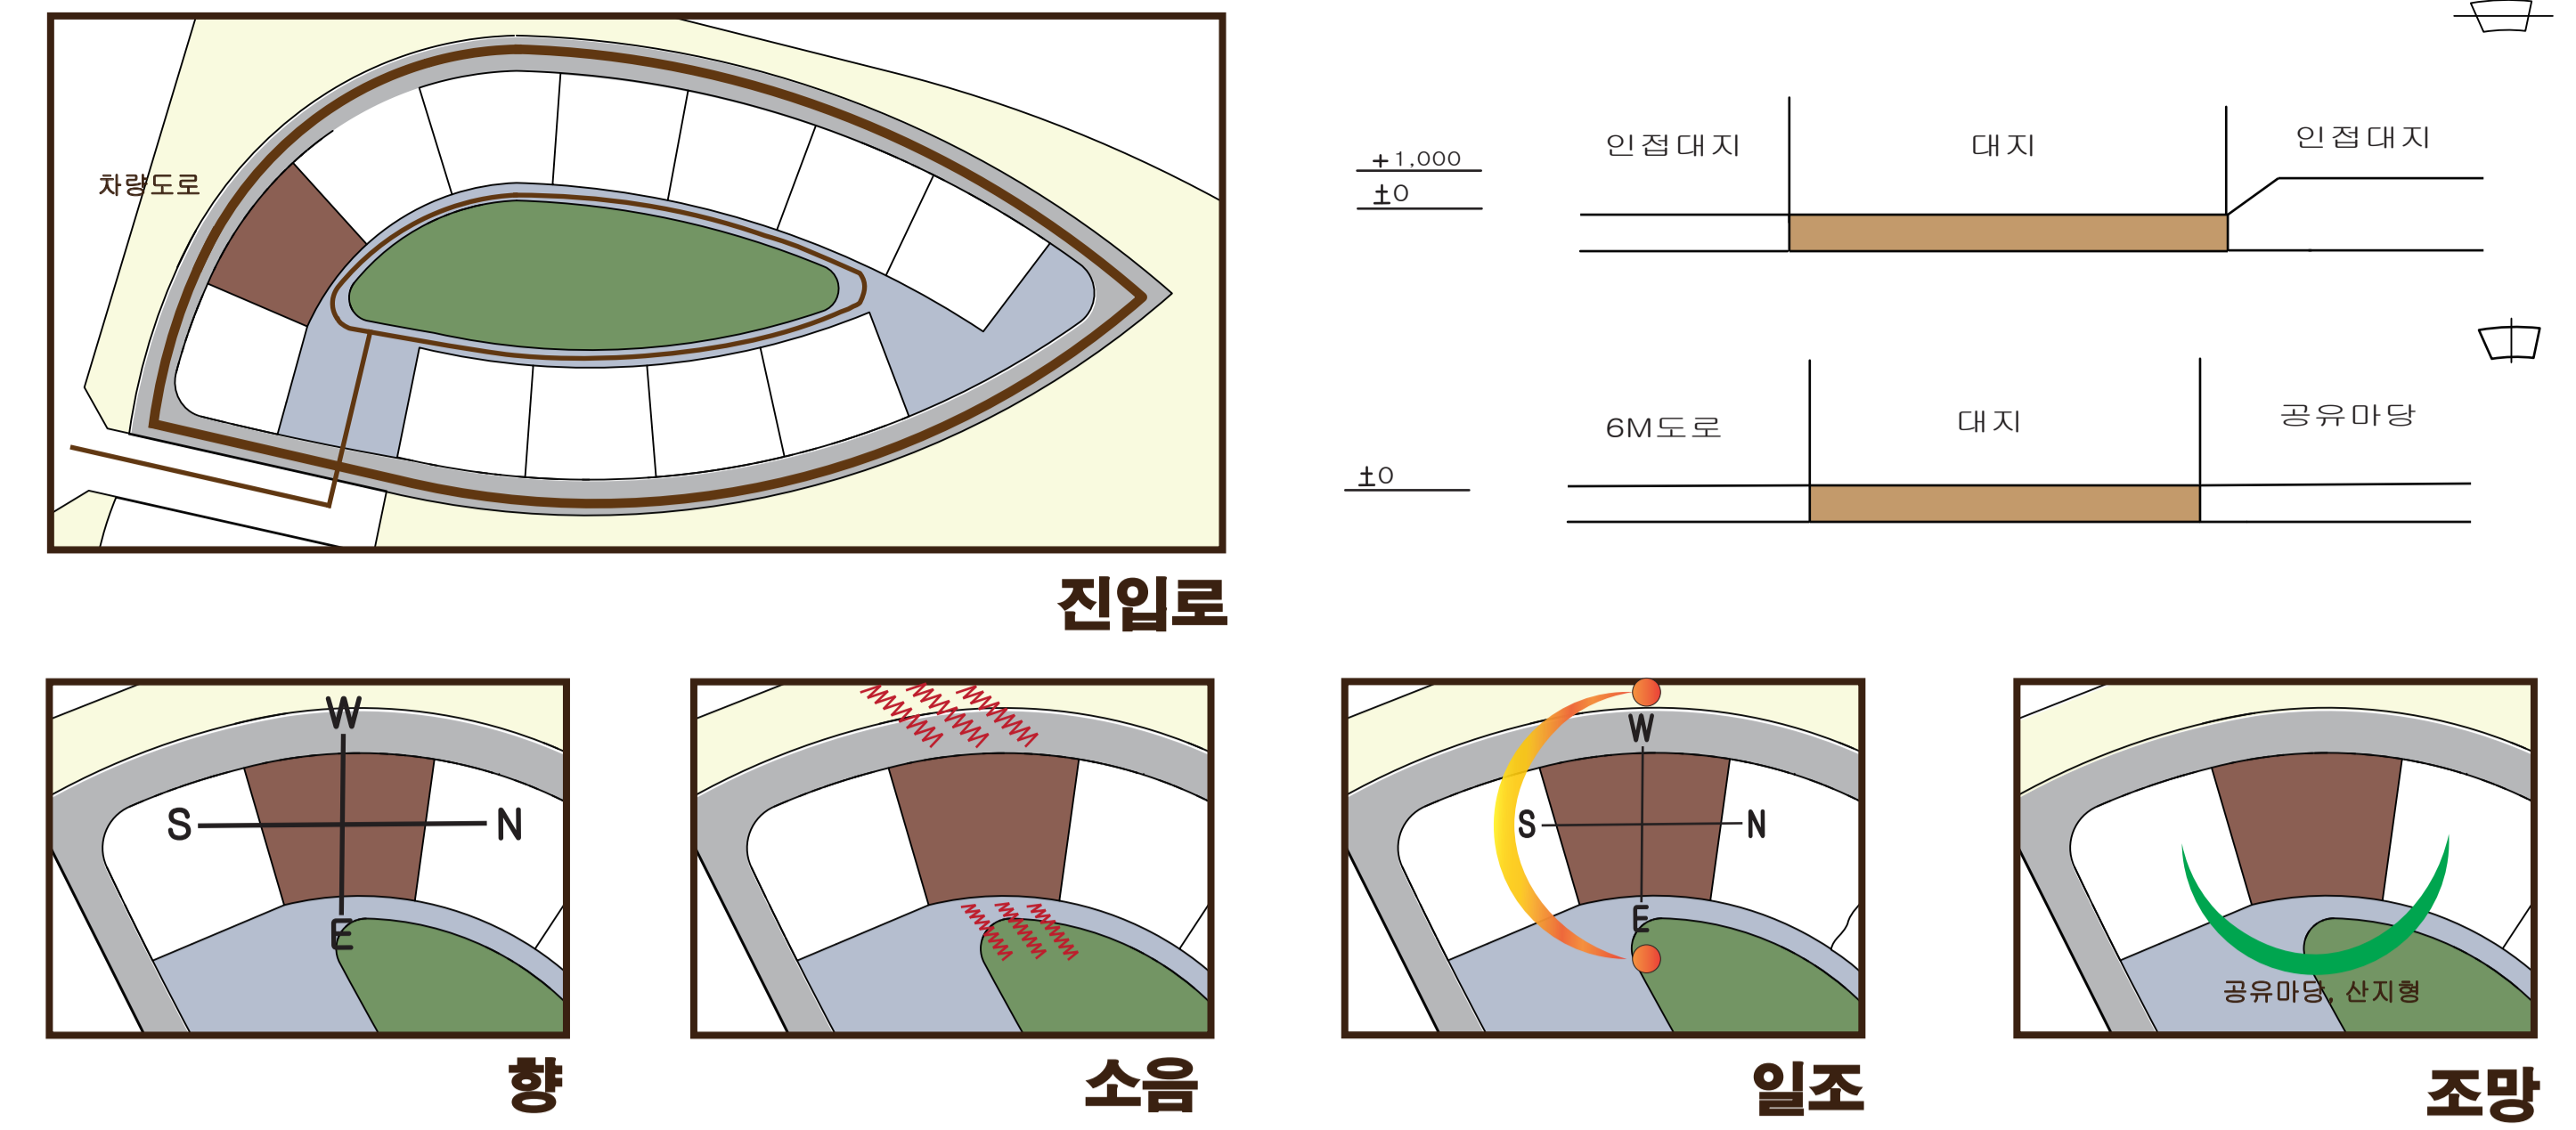 차량도로
진입로
인접대지
대지
인접대지
+1,000
±0
6M도로
대지
공유마당
±0
W
S
N
E
향
소음
W
S
N
E
일조
공유마당, 산지형
조망